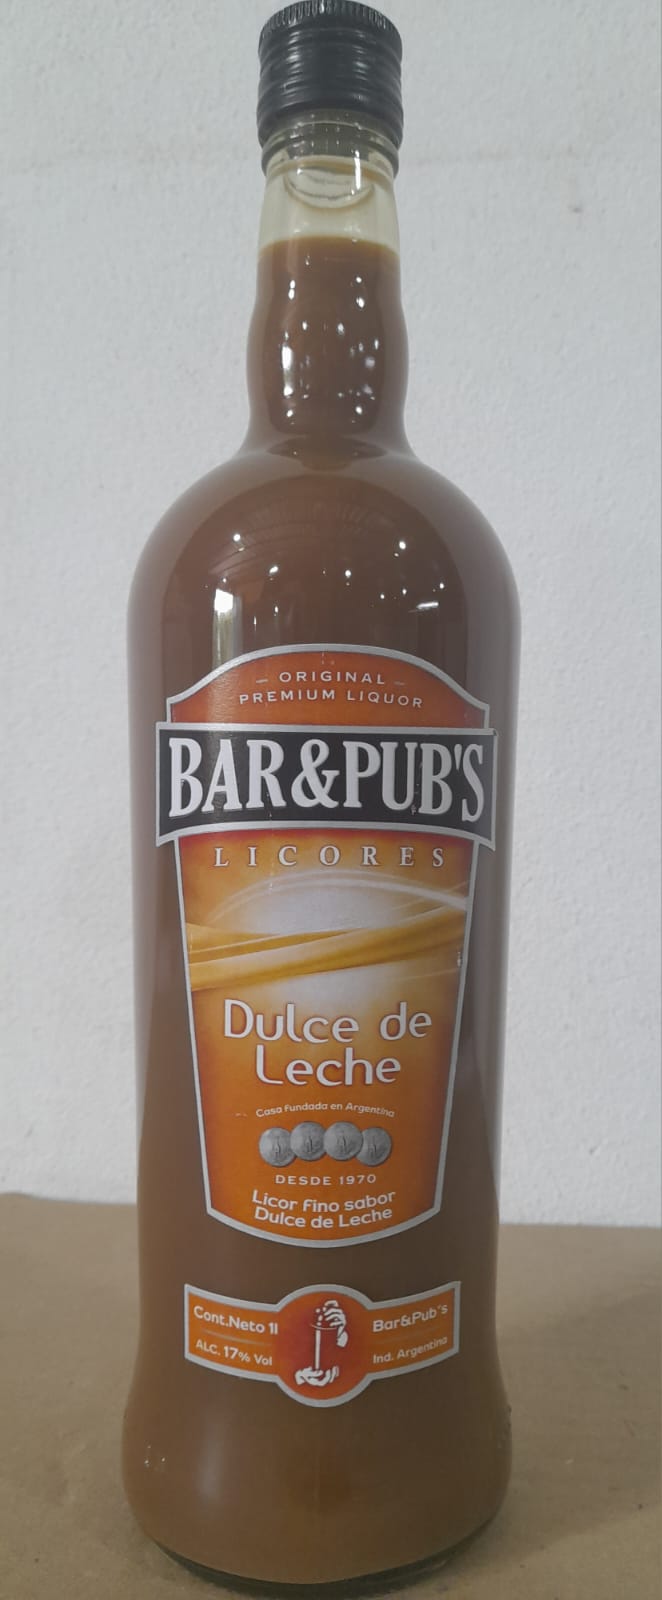 ORIGINAL
PREMIUM LIQUOR
BAR&PUB'S
LICORES
Dulce de
Leche
Casa Fundada en Argentina
DESDE 1970
Licor fino sabor
Dulce de Leche
Cont.Neto 1l
ALC. 17% Vol
Bar&Pub's
Ind. Argentina